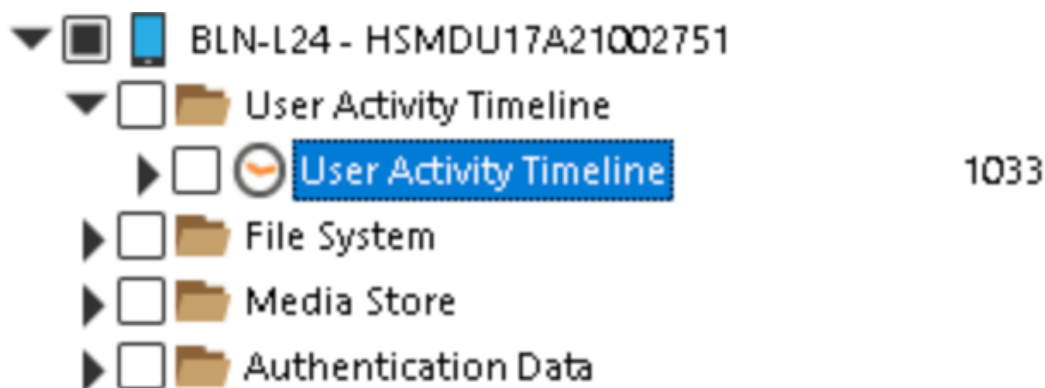 BLN-L24 - HSMDU17A21002751
User Activity Timeline
User Activity Timeline 1033
File System
Media Store
Authentication Data